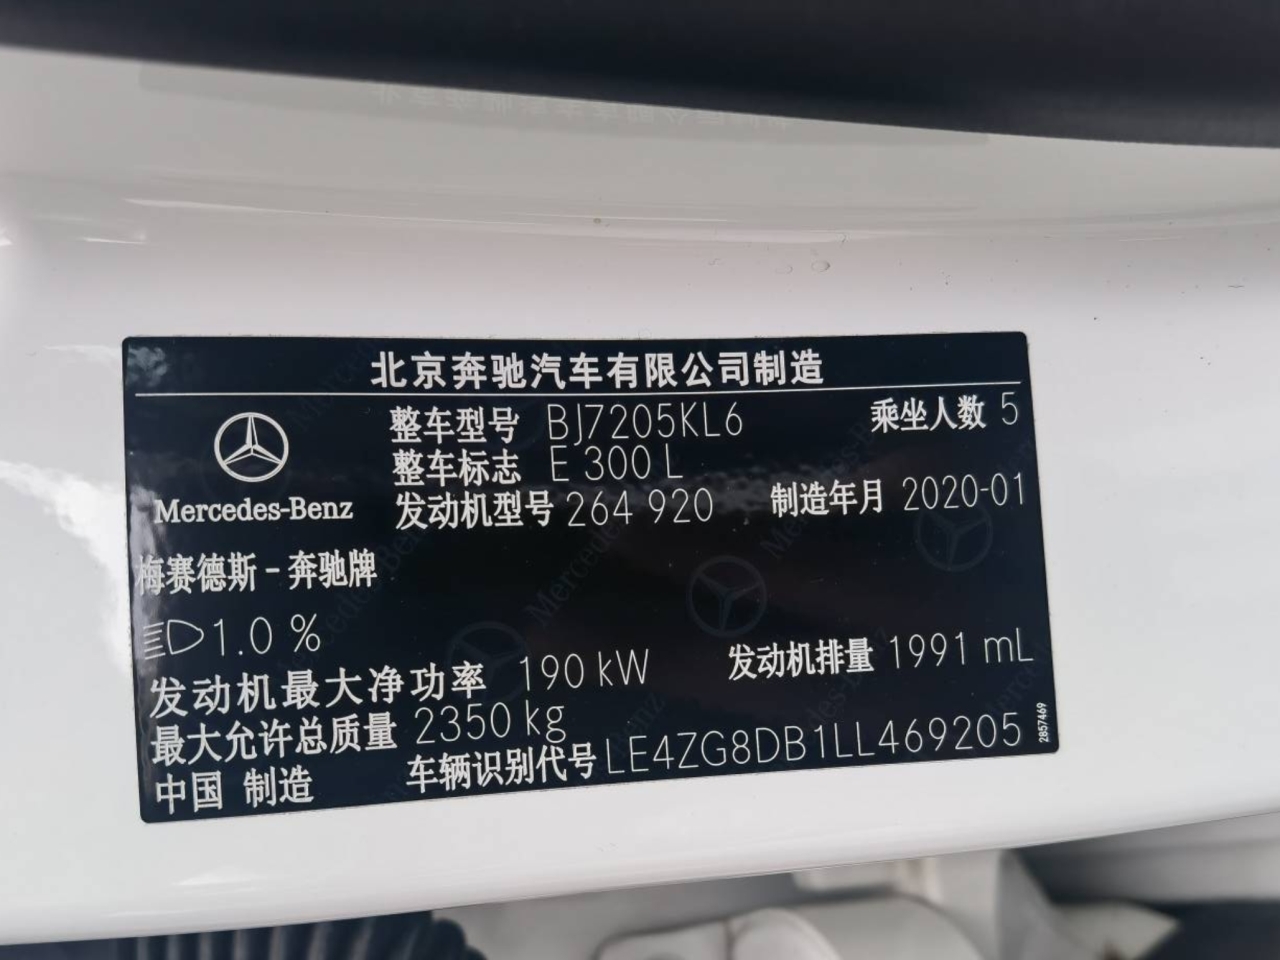 北京奔驰汽车有限公司制造
整车型号 BJ7205KL6 乘坐人数 5
整车标志 E 300 L
Mercedes-Benz 发动机型号 264 920 制造年月 2020-01
梅赛德斯-奔驰牌
1.0 %
发动机最大净功率 190 kW 发动机排量 1991 mL
最大允许总质量 2350 kg
中国 制造 车辆识别代号 LE4ZG8DB1LL469205
2857469